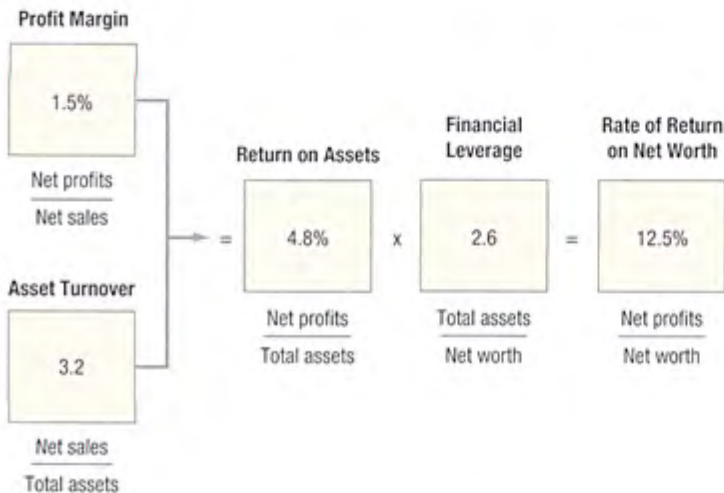 Profit Margin
1.5%
Net profits
Net sales
Asset Turnover
3.2
Net sales
Total assets
=
Return on Assets
4.8%
Net profits
Total assets
x
Financial
Leverage
2.6
Total assets
Net worth
=
Rate of Return
on Net Worth
12.5%
Net profits
Net worth